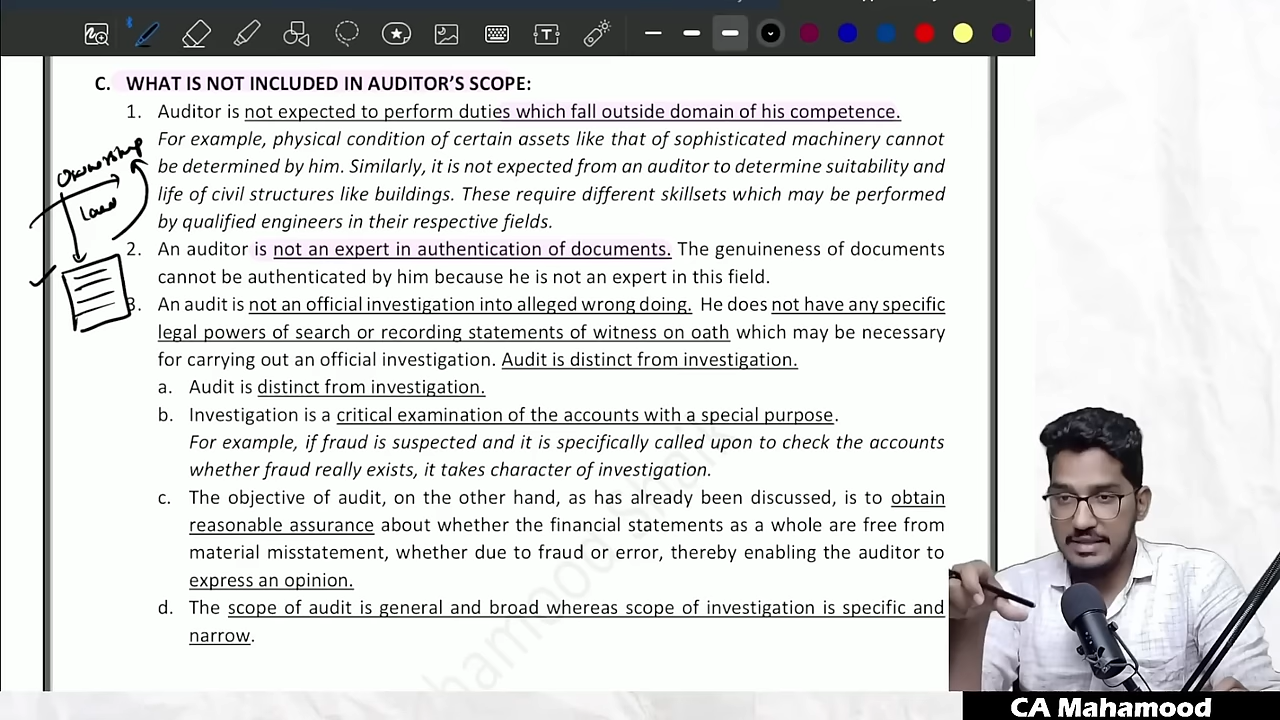 C. WHAT IS NOT INCLUDED IN AUDITOR’S SCOPE:
1. Auditor is not expected to perform duties which fall outside domain of his competence.
For example, physical condition of certain assets like that of sophisticated machinery cannot
be determined by him. Similarly, it is not expected from an auditor to determine suitability and
life of civil structures like buildings. These require different skillsets which may be performed
by qualified engineers in their respective fields.
Ownership
2. An auditor is not an expert in authentication of documents. The genuineness of documents
cannot be authenticated by him because he is not an expert in this field.
3. An audit is not an official investigation into alleged wrong doing. He does not have any specific
legal powers of search or recording statements of witness on oath which may be necessary
for carrying out an official investigation. Audit is distinct from investigation.
a. Audit is distinct from investigation.
b. Investigation is a critical examination of the accounts with a special purpose.
For example, if fraud is suspected and it is specifically called upon to check the accounts
whether fraud really exists, it takes character of investigation.
c. The objective of audit, on the other hand, as has already been discussed, is to obtain
reasonable assurance about whether the financial statements as a whole are free from
material misstatement, whether due to fraud or error, thereby enabling the auditor to
express an opinion.
d. The scope of audit is general and broad whereas scope of investigation is specific and
narrow.
CA Mahamood